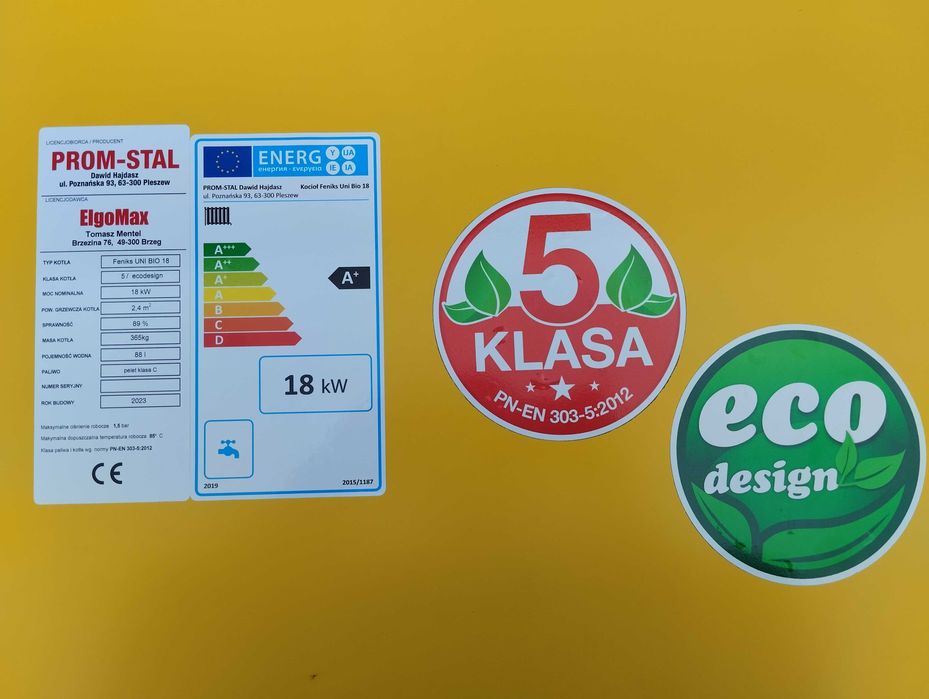 LICENCJOBIORCA / PRODUCENT
PROM-STAL
Dawid Hajdasz
ul. Poznańska 93, 63-300 Pleszew
LICENCJODAWCA
ElgoMax
Tomasz Mentel
Brzezina 76, 49-300 Brzeg
TYP KOTŁA Feniks UNI BIO 18
KLASA KOTŁA 5 / ecodesign
MOC NOMINALNA 18 kW
POW. GRZEWCZA KOTŁA 2,4 m²
SPRAWNOŚĆ 89 %
MASA KOTŁA 365kg
POJEMNOŚĆ WODNA 88 l
PALIWO pelet klasa C
NUMER SERYJNY
ROK BUDOWY 2023
Maksymalne ciśnienie robocze 1,5 bar
Maksymalna dopuszczalna temperatura robocza 85° C
Klasa paliwa i kotła wg. normy PN-EN 303-5:2012
CE
ENERG Y IJA IE IA
енергия · ενεργεια
PROM-STAL Dawid Hajdasz Kocioł Feniks Uni Bio 18
ul. Poznańska 93, 63-300 Pleszew
A+++
A++
A+
A
B
C
D
A+
18 kW
2019 2015/1187
5
KLASA
PN-EN 303-5:2012
eco
design